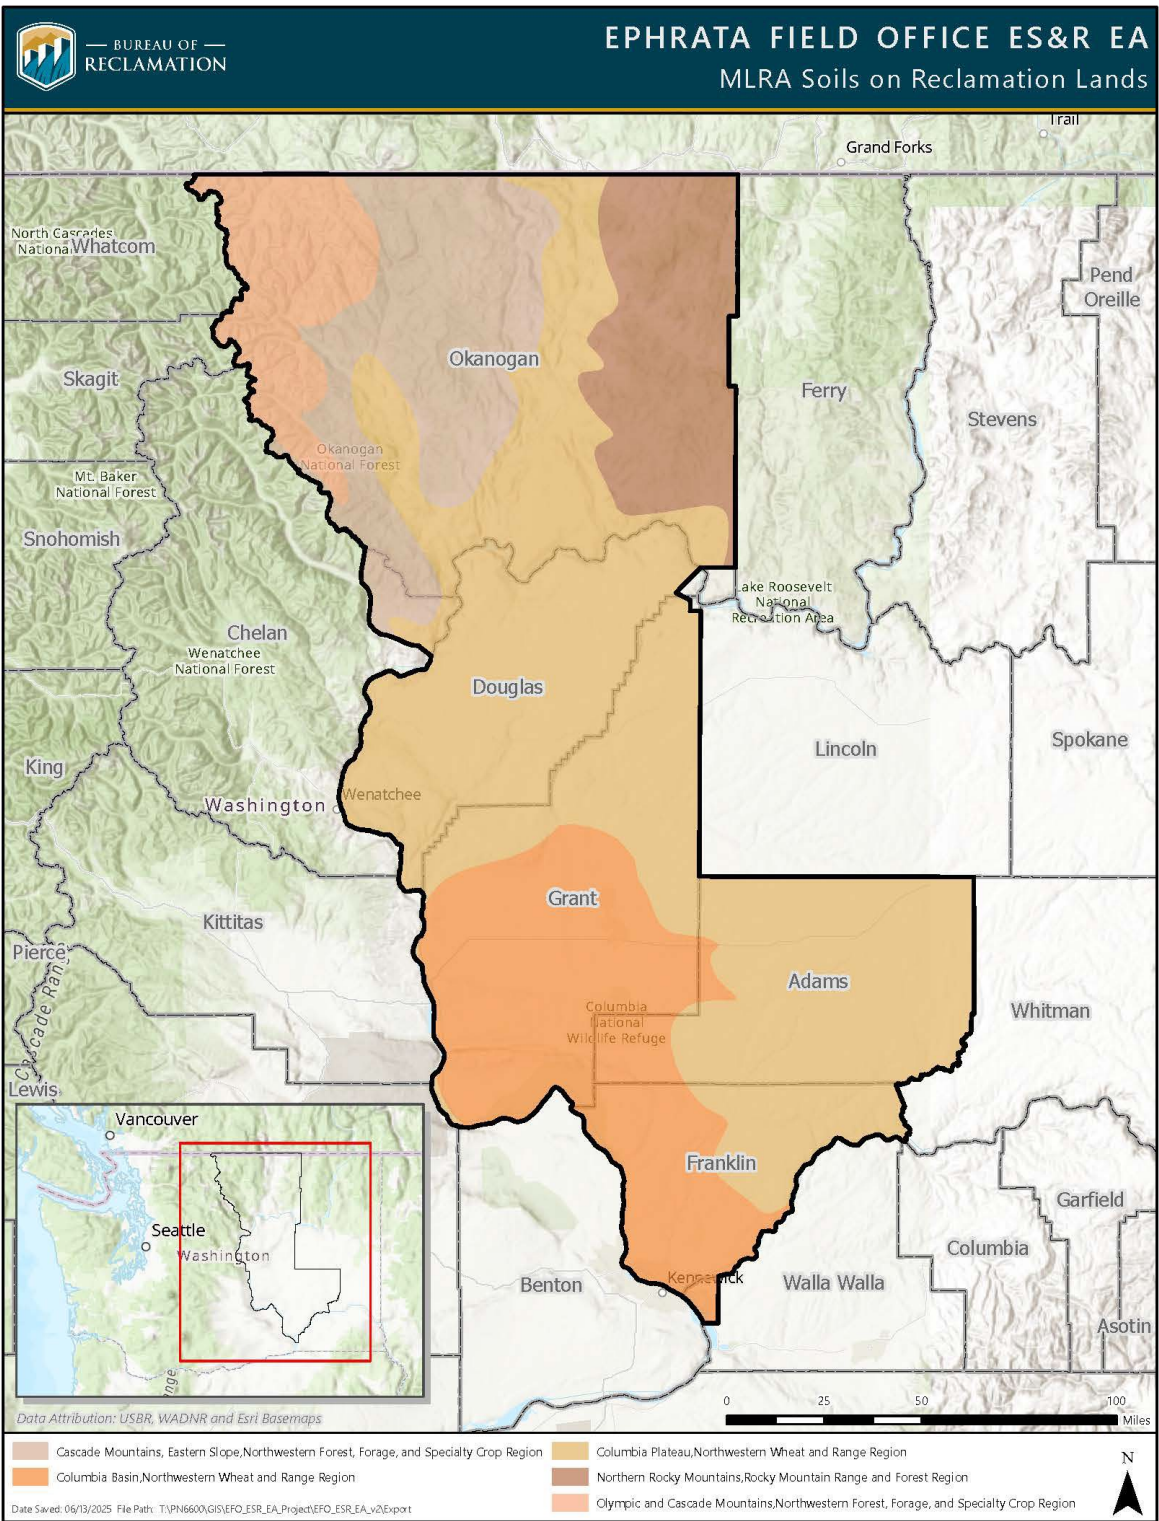 BUREAU OF
RECLAMATION
EPHRATA FIELD OFFICE ES&R EA
MLRA Soils on Reclamation Lands
Trail
Grand Forks
North Cascades
National
Whatcom
Pend
Oreille
Okanogan
Skagit
Ferry
Stevens
Okanogan
National Forest
Mt. Baker
National Forest
Snohomish
Lake Roosevelt
National
Recreation Area
Chelan
Wenatchee
National Forest
Douglas
Lincoln
Spokane
King
Wenatchee
Washington
Grant
Kittitas
Pierce
Adams
Cascade Range
Columbia
National
Wildlife Refuge
Whitman
Lewis
Vancouver
Seattle
Washington
nge
Franklin
Garfield
Columbia
Benton
Kennewick
Walla Walla
Asotin
0 25 50 100
Miles
Data Attribution: USBR, WADNR and Esri Basemaps
Cascade Mountains, Eastern Slope,Northwestern Forest, Forage, and Specialty Crop Region
Columbia Basin,Northwestern Wheat and Range Region
Columbia Plateau,Northwestern Wheat and Range Region
Northern Rocky Mountains,Rocky Mountain Range and Forest Region
Olympic and Cascade Mountains,Northwestern Forest, Forage, and Specialty Crop Region
N
Date Saved: 06/13/2025 File Path: T:\PN6600\GIS\EFO_ESR_EA_Project\EFO_ESR_EA_v2\Export